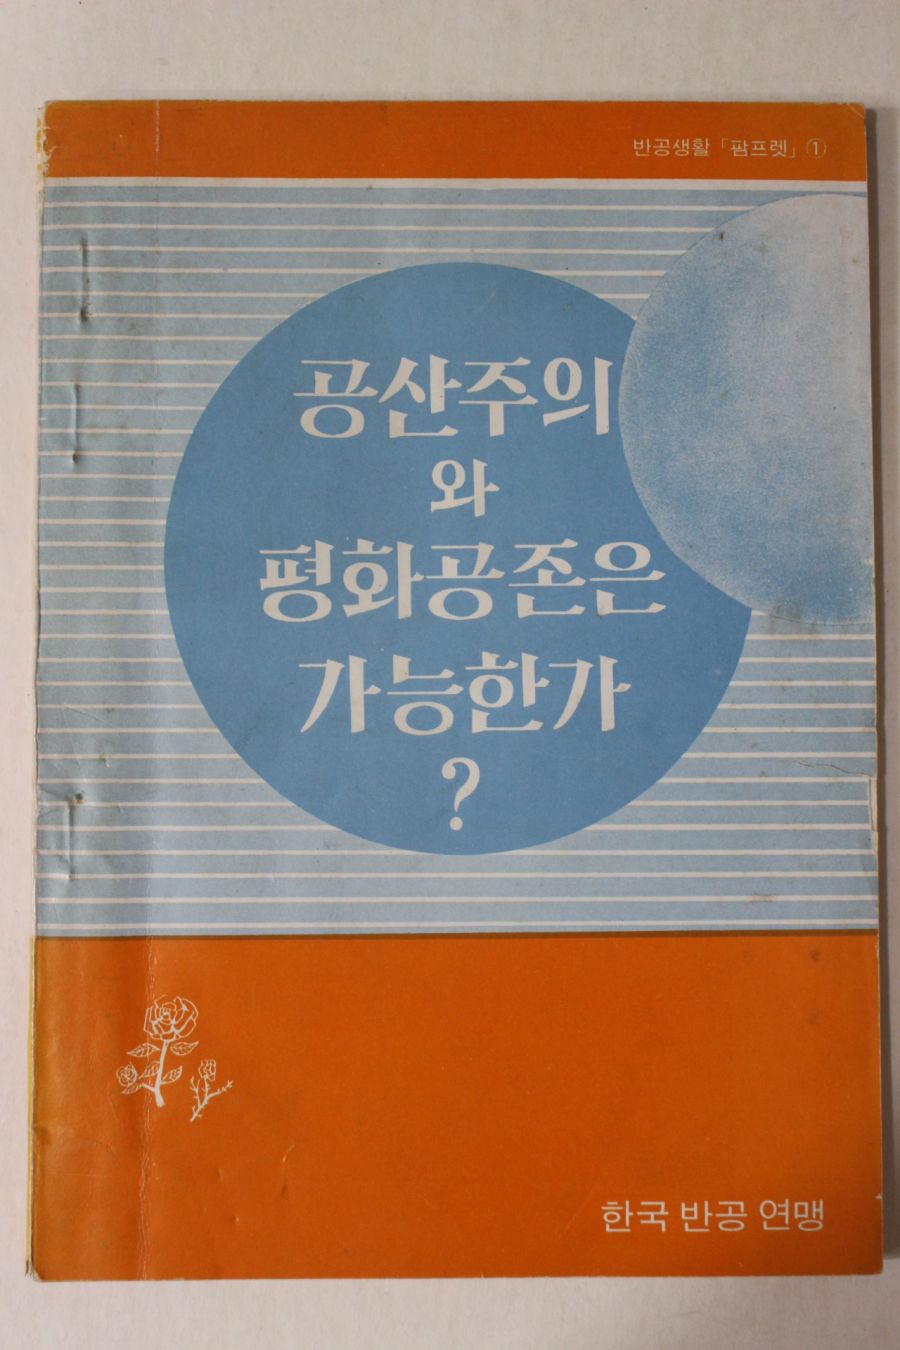 반공생활 「팜프렛」 ①
공산주의
와
평화공존은
가능한가
?
한국 반공 연맹